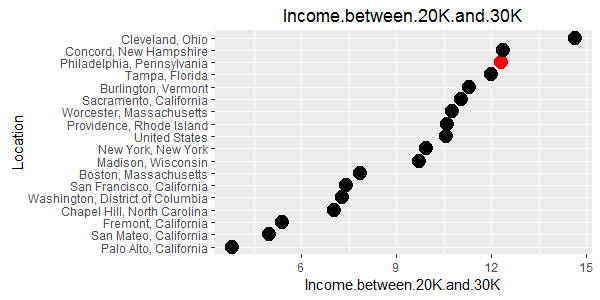 Income.between.20K.and.30K
Cleveland, Ohio
Concord, New Hampshire
Philadelphia, Pennsylvania
Tampa, Florida
Burlington, Vermont
Sacramento, California
Worcester, Massachusetts
Providence, Rhode Island
United States
New York, New York
Madison, Wisconsin
Boston, Massachusetts
San Francisco, California
Washington, District of Columbia
Chapel Hill, North Carolina
Fremont, California
San Mateo, California
Palo Alto, California
Location
6 9 12 15
Income.between.20K.and.30K